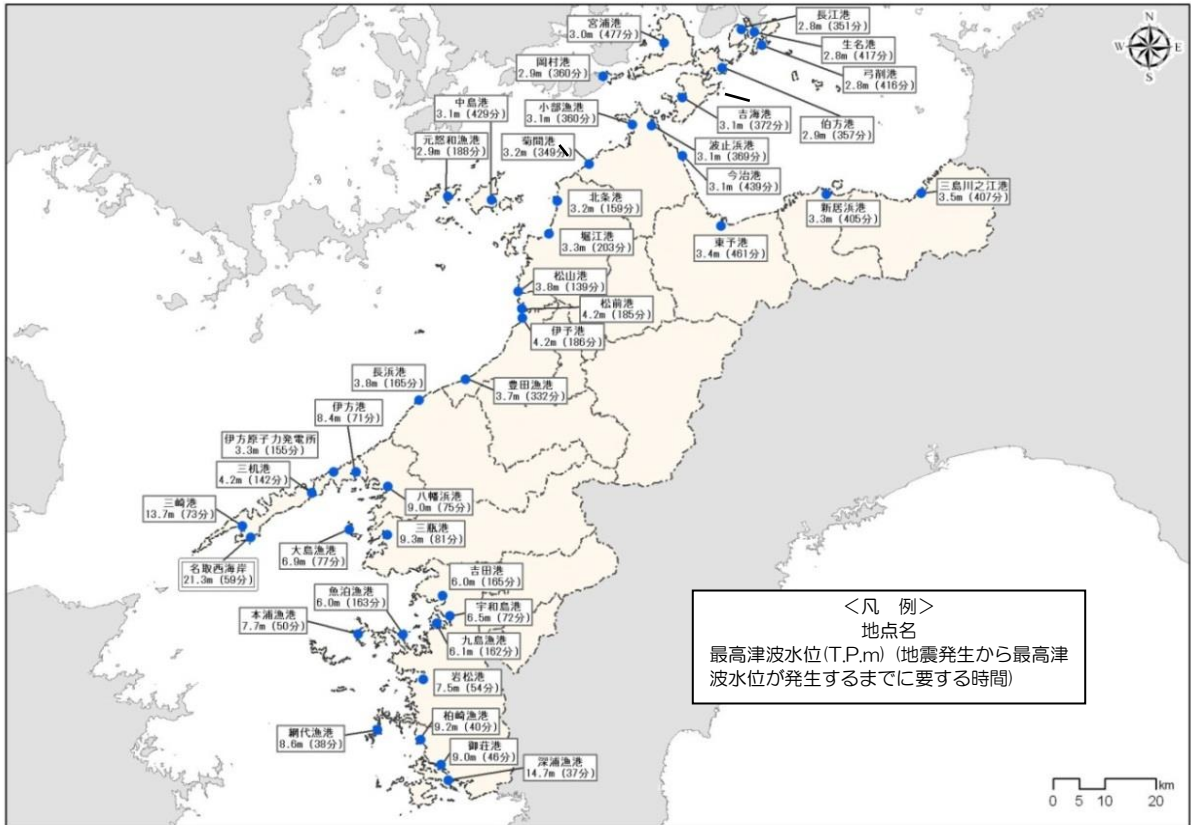 宮浦港
3.0m (477分)
長江港
2.8m (351分)
生名港
2.8m (417分)
弓削港
2.8m (416分)
N
W
E
S
岡村港
2.9m (360分)
中島港
3.1m (429分)
小部漁港
3.1m (360分)
吉海港
3.1m (372分)
伯方港
2.9m (357分)
元怒和漁港
2.9m (188分)
菊間港
3.2m (349分)
波止浜港
3.1m (369分)
今治港
3.1m (439分)
北条港
3.2m (159分)
新居浜港
3.3m (405分)
三島川之江港
3.5m (407分)
堀江港
3.3m (203分)
東予港
3.4m (461分)
松山港
3.8m (139分)
松前港
4.2m (185分)
伊予港
4.2m (186分)
長浜港
3.8m (165分)
豊田漁港
3.7m (332分)
伊方港
8.4m (71分)
伊方原子力発電所
3.3m (155分)
三机港
4.2m (142分)
八幡浜港
9.0m (75分)
三崎港
13.7m (73分)
三瓶港
9.3m (81分)
大島漁港
6.9m (77分)
名取西海岸
21.3m (59分)
吉田港
6.0m (165分)
魚泊漁港
6.0m (163分)
宇和島港
6.5m (72分)
本浦漁港
7.7m (50分)
九島漁港
6.1m (162分)
岩松港
7.5m (54分)
柏崎漁港
9.2m (40分)
網代漁港
8.6m (38分)
御荘港
9.0m (46分)
深浦漁港
14.7m (37分)
＜凡 例＞
地点名
最高津波水位(T.P.m) (地震発生から最高津
波水位が発生するまでに要する時間)
km
0 5 10 20